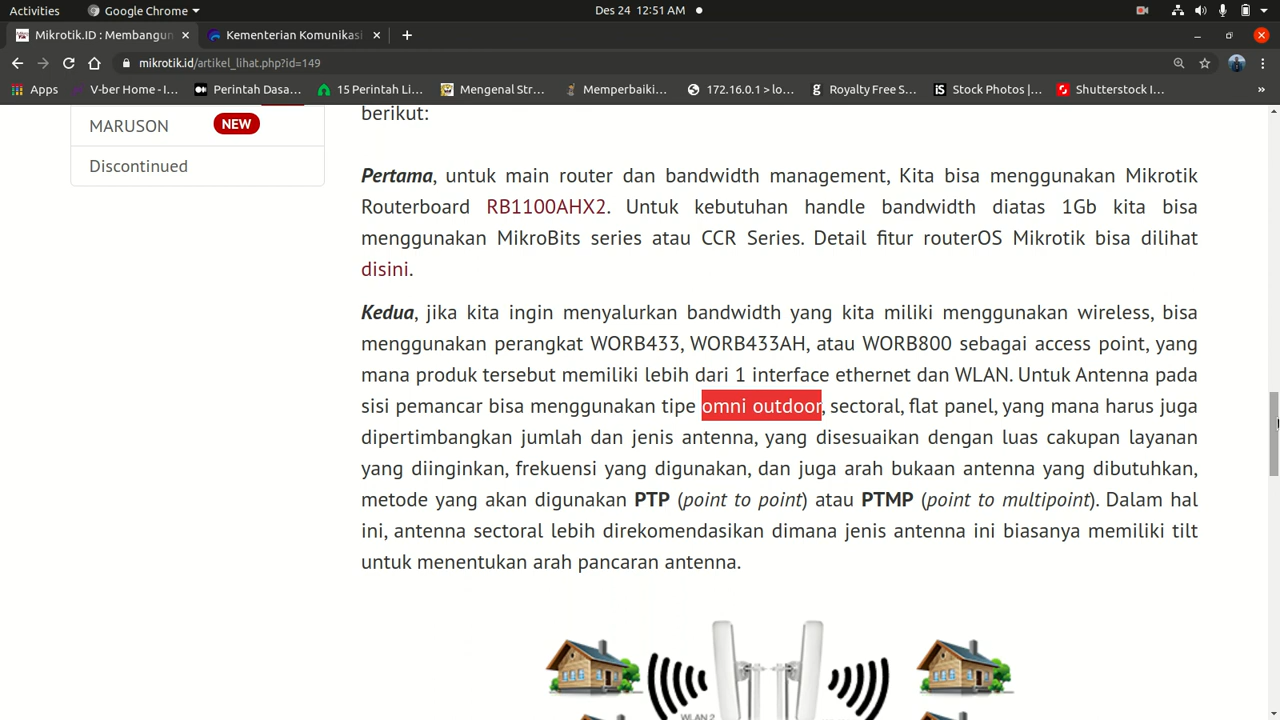 Activities
Google Chrome
Des 24 12:51 AM
Mikrotik.ID : Membangun
Kementerian Komunikasi
mikrotik.id/artikel_lihat.php?id=149
Apps
V-ber Home - I...
Perintah Dasa...
15 Perintah Li...
Mengenal Str...
Memperbaiki...
172.16.0.1 > lo...
Royalty Free S...
Stock Photos |...
Shutterstock I...
»
MARUSON NEW
Discontinued
berikut:
Pertama, untuk main router dan bandwidth management, Kita bisa menggunakan Mikrotik
Routerboard RB1100AHX2. Untuk kebutuhan handle bandwidth diatas 1Gb kita bisa
menggunakan MikroBits series atau CCR Series. Detail fitur routerOS Mikrotik bisa dilihat
disini.
Kedua, jika kita ingin menyalurkan bandwidth yang kita miliki menggunakan wireless, bisa
menggunakan perangkat WORB433, WORB433AH, atau WORB800 sebagai access point, yang
mana produk tersebut memiliki lebih dari 1 interface ethernet dan WLAN. Untuk Antenna pada
sisi pemancar bisa menggunakan tipe omni outdoor, sectoral, flat panel, yang mana harus juga
dipertimbangkan jumlah dan jenis antenna, yang disesuaikan dengan luas cakupan layanan
yang diinginkan, frekuensi yang digunakan, dan juga arah bukaan antenna yang dibutuhkan,
metode yang akan digunakan PTP (point to point) atau PTMP (point to multipoint). Dalam hal
ini, antenna sectoral lebih direkomendasikan dimana jenis antenna ini biasanya memiliki tilt
untuk menentukan arah pancaran antenna.
WLAN 2